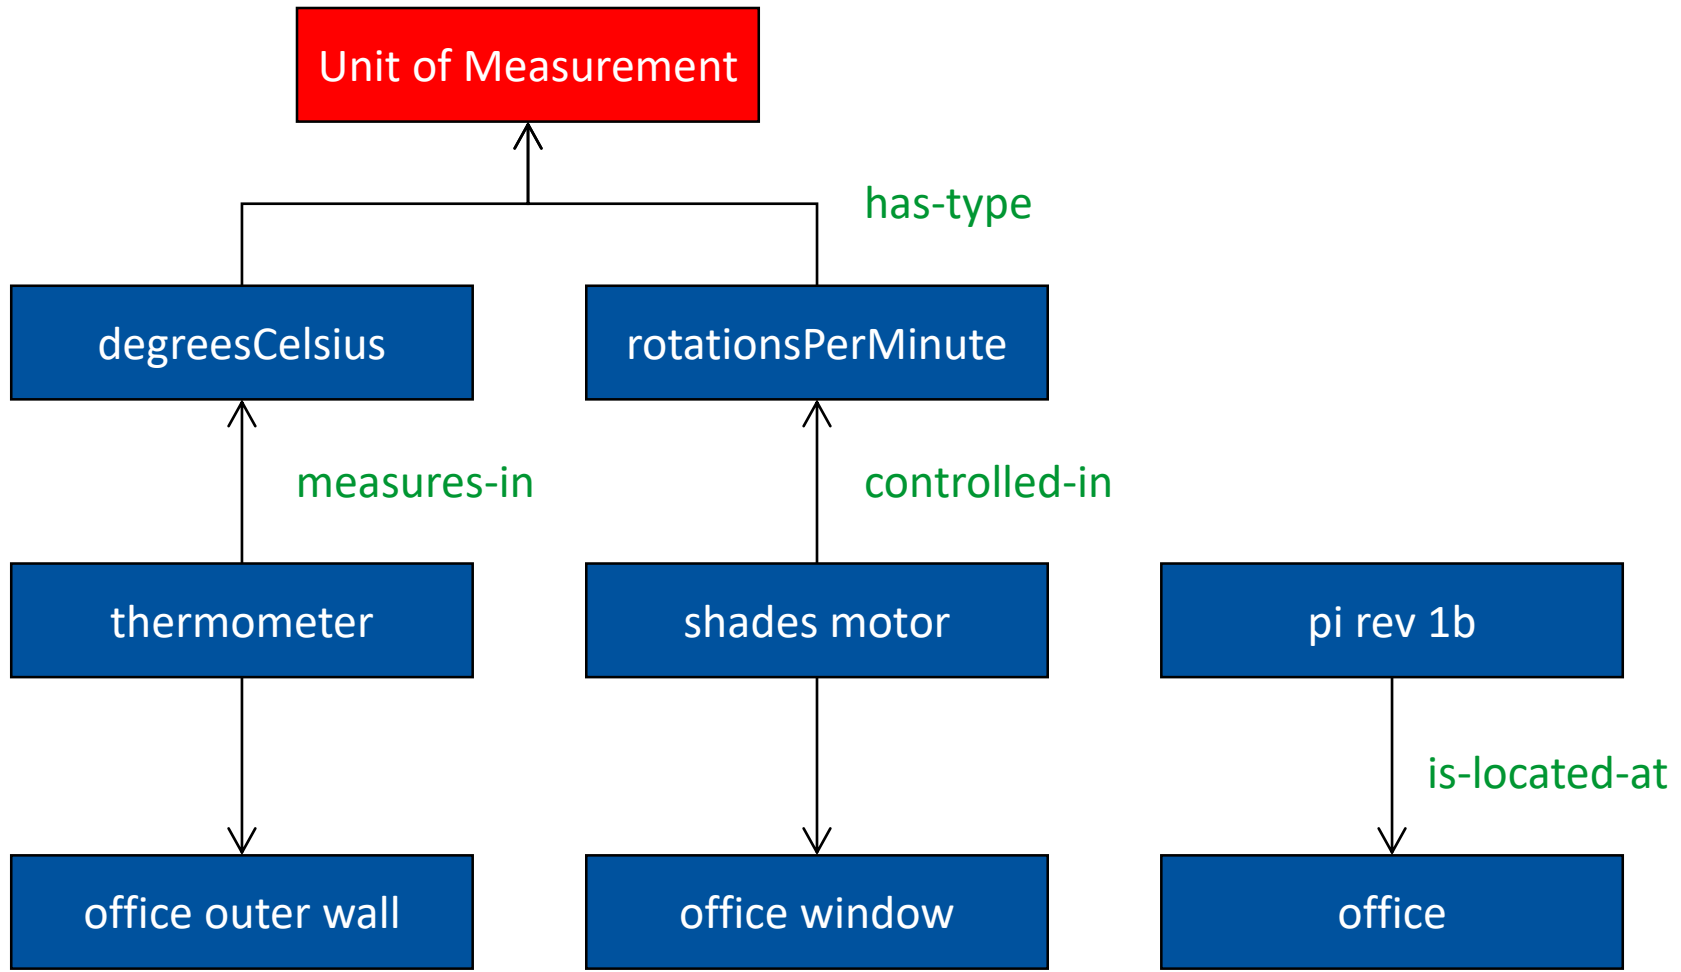 Unit of Measurement
has-type
degreesCelsius
rotationsPerMinute
measures-in
controlled-in
thermometer
shades motor
pi rev 1b
is-located-at
office outer wall
office window
office